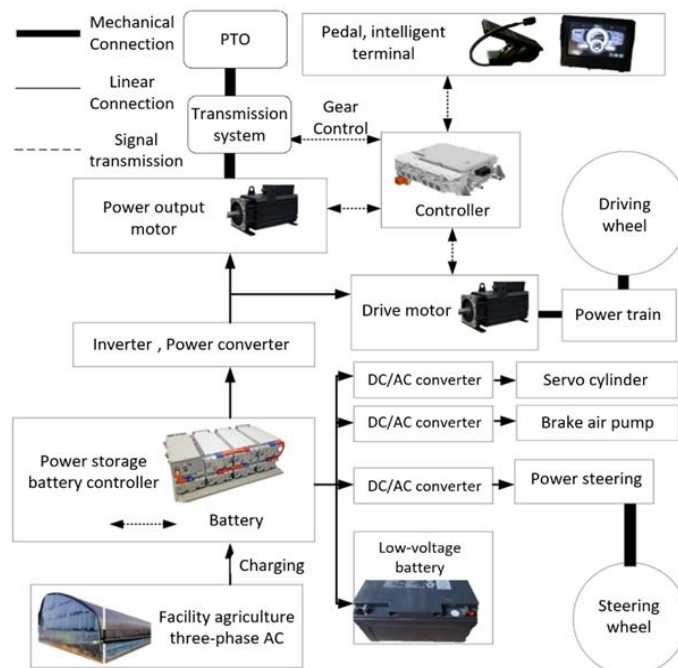 Mechanical
Connection
Linear
Connection
Signal
transmission
PTO
Transmission
system
Gear
Control
Pedal, intelligent
terminal
Controller
Power output
motor
Driving
wheel
Drive motor
Power train
Inverter , Power converter
DC/AC converter
Servo cylinder
DC/AC converter
Brake air pump
Power storage
battery controller
Battery
DC/AC converter
Power steering
Charging
Low-voltage
battery
Facility agriculture
three-phase AC
Steering
wheel